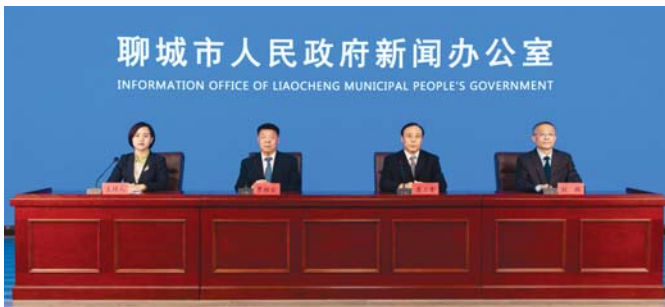 聊城市人民政府新闻办公室
INFORMATION OFFICE OF LIAOCHENG MUNICIPAL PEOPLE'S GOVERNMENT